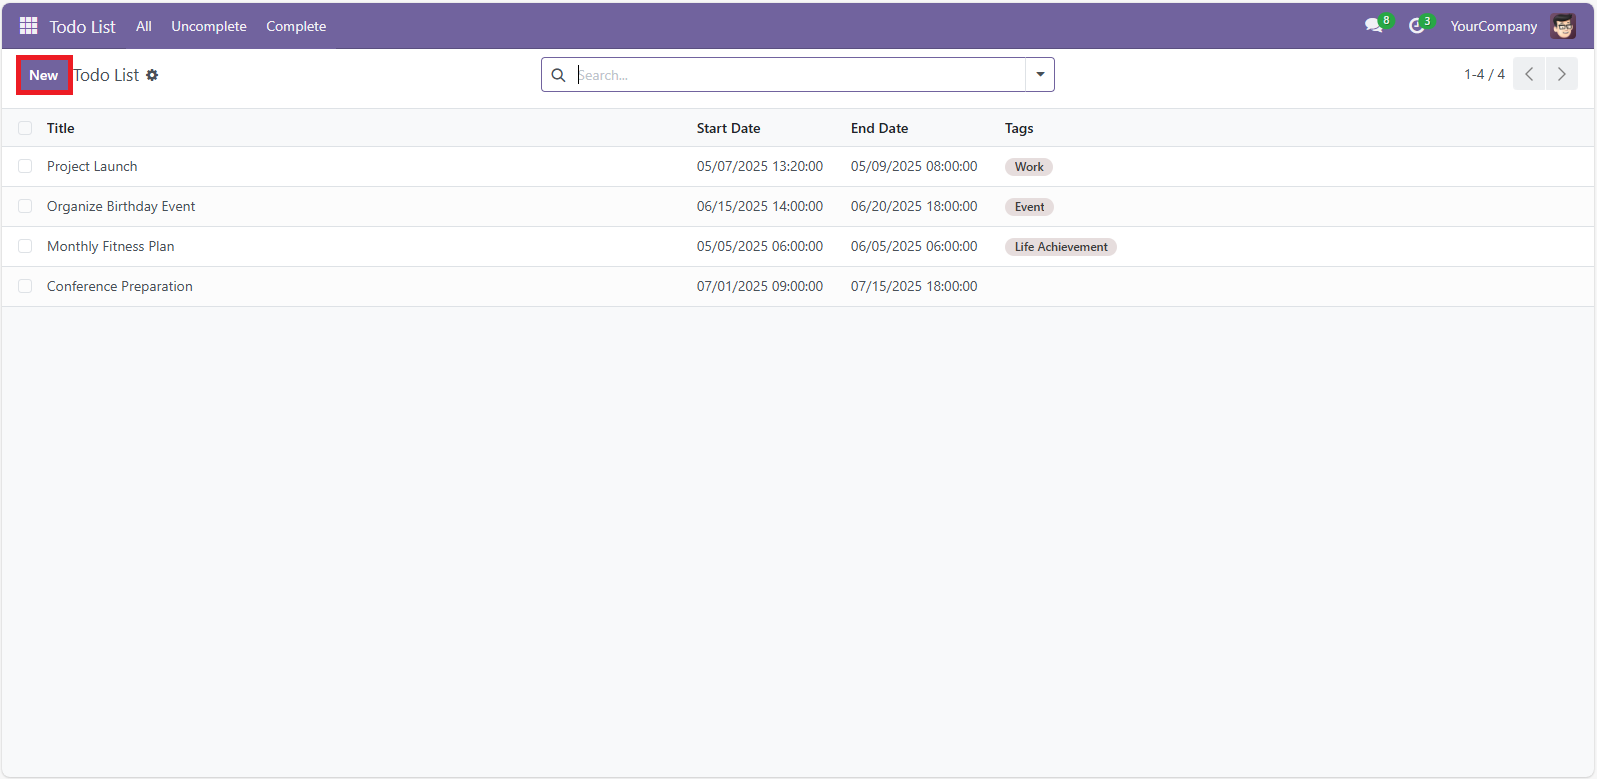 Todo List All Uncomplete Complete 8 3 YourCompany
New Todo List Search... 1-4 / 4
Title Start Date End Date Tags
Project Launch 05/07/2025 13:20:00 05/09/2025 08:00:00 Work
Organize Birthday Event 06/15/2025 14:00:00 06/20/2025 18:00:00 Event
Monthly Fitness Plan 05/05/2025 06:00:00 06/05/2025 06:00:00 Life Achievement
Conference Preparation 07/01/2025 09:00:00 07/15/2025 18:00:00